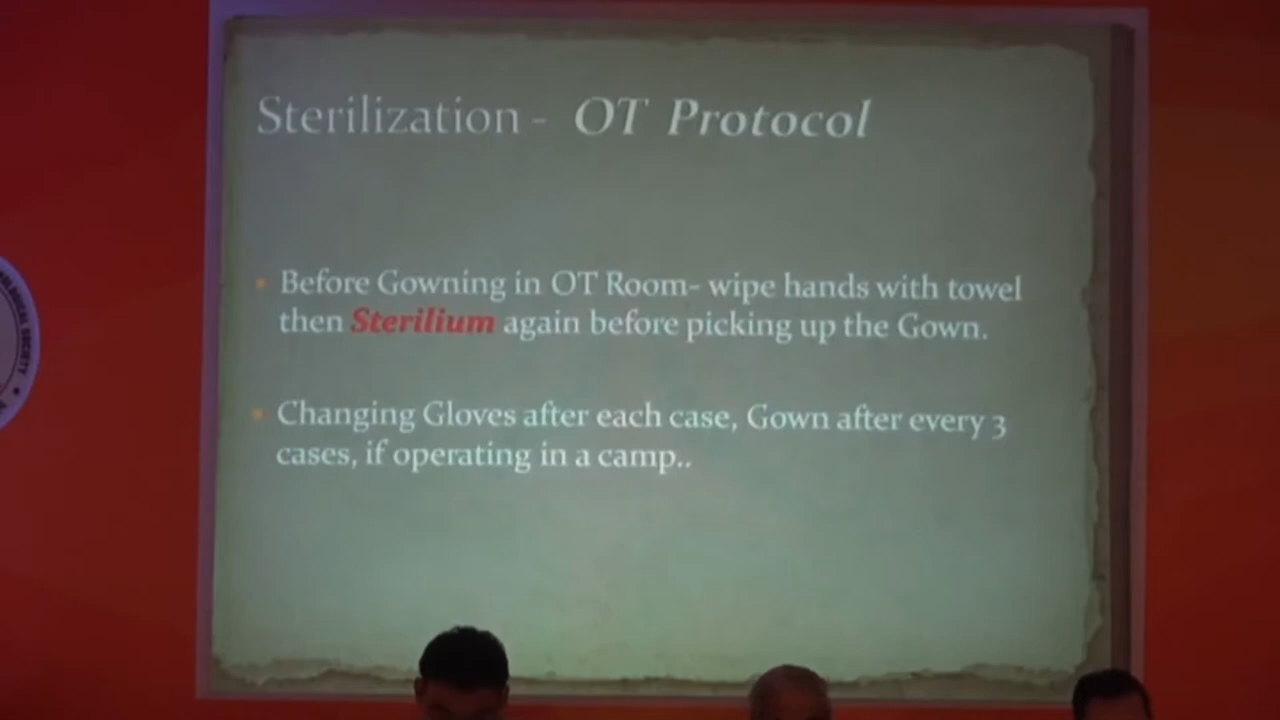 Sterilization - OT Protocol
Before Gowning in OT Room- wipe hands with towel
then Sterilium again before picking up the Gown.
Changing Gloves after each case, Gown after every 3
cases, if operating in a camp..
SOCIETY